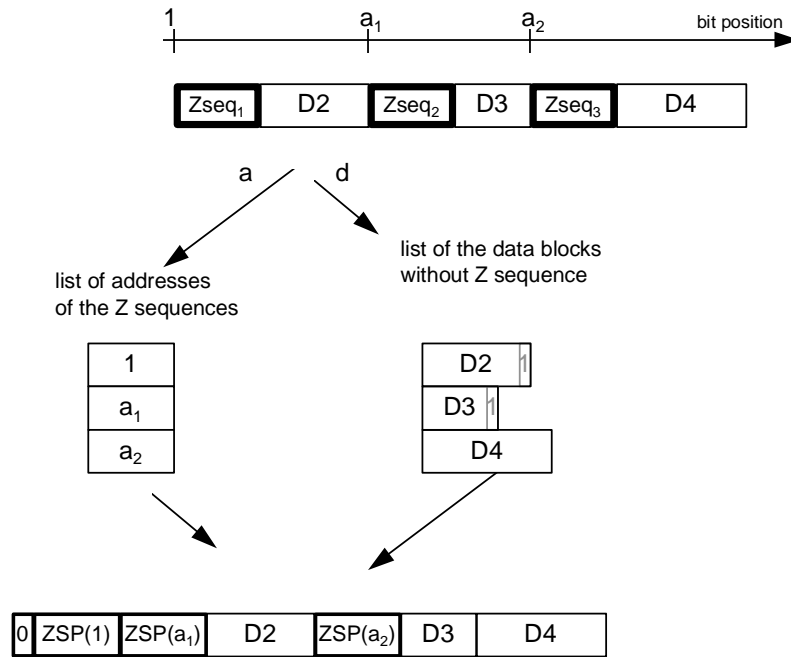 1 a₁ a₂ bit position
Zseq₁ D2 Zseq₂ D3 Zseq₃ D4
a d
list of the data blocks
without Z sequence
list of addresses
of the Z sequences
1 D2 1
a₁ D3 1
a₂ D4
0 ZSP(1) ZSP(a₁) D2 ZSP(a₂) D3 D4